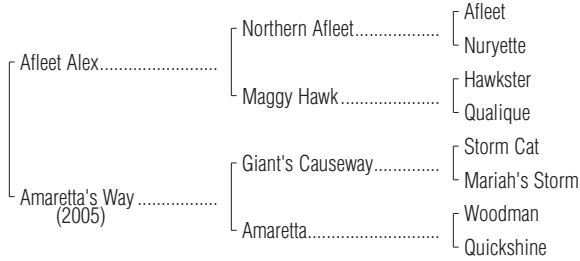 Afleet
Northern Afleet....................
Nuryette
Afleet Alex............................
Hawkster
Maggy Hawk .......................
Qualique
Storm Cat
Giant's Causeway...............
Mariah's Storm
Amaretta's Way ...................
(2005)
Woodman
Amaretta...............................
Quickshine